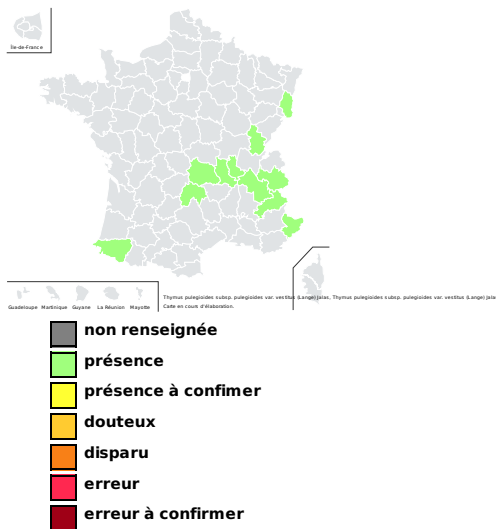 Île-de-France
Guadeloupe Martinique Guyane La Réunion Mayotte
Thymus pulegioides subsp. pulegioides var. vestitus (Lange) Jalas, Thymus pulegioides subsp. pulegioides var. vestitus (Lange) Jala
Carte en cours d'élaboration.
non renseignée
présence
présence à confimer
douteux
disparu
erreur
erreur à confirmer